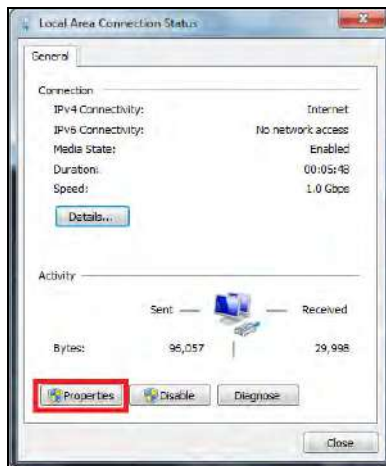 Local Area Connection Status
General
Connection
IPv4 Connectivity: Internet
IPv6 Connectivity: No network access
Media State: Enabled
Duration: 00:05:48
Speed: 1.0 Gbps
Details...
Activity
Sent — — Received
Bytes: 96,057 | 29,998
Properties Disable Diagnose
Close